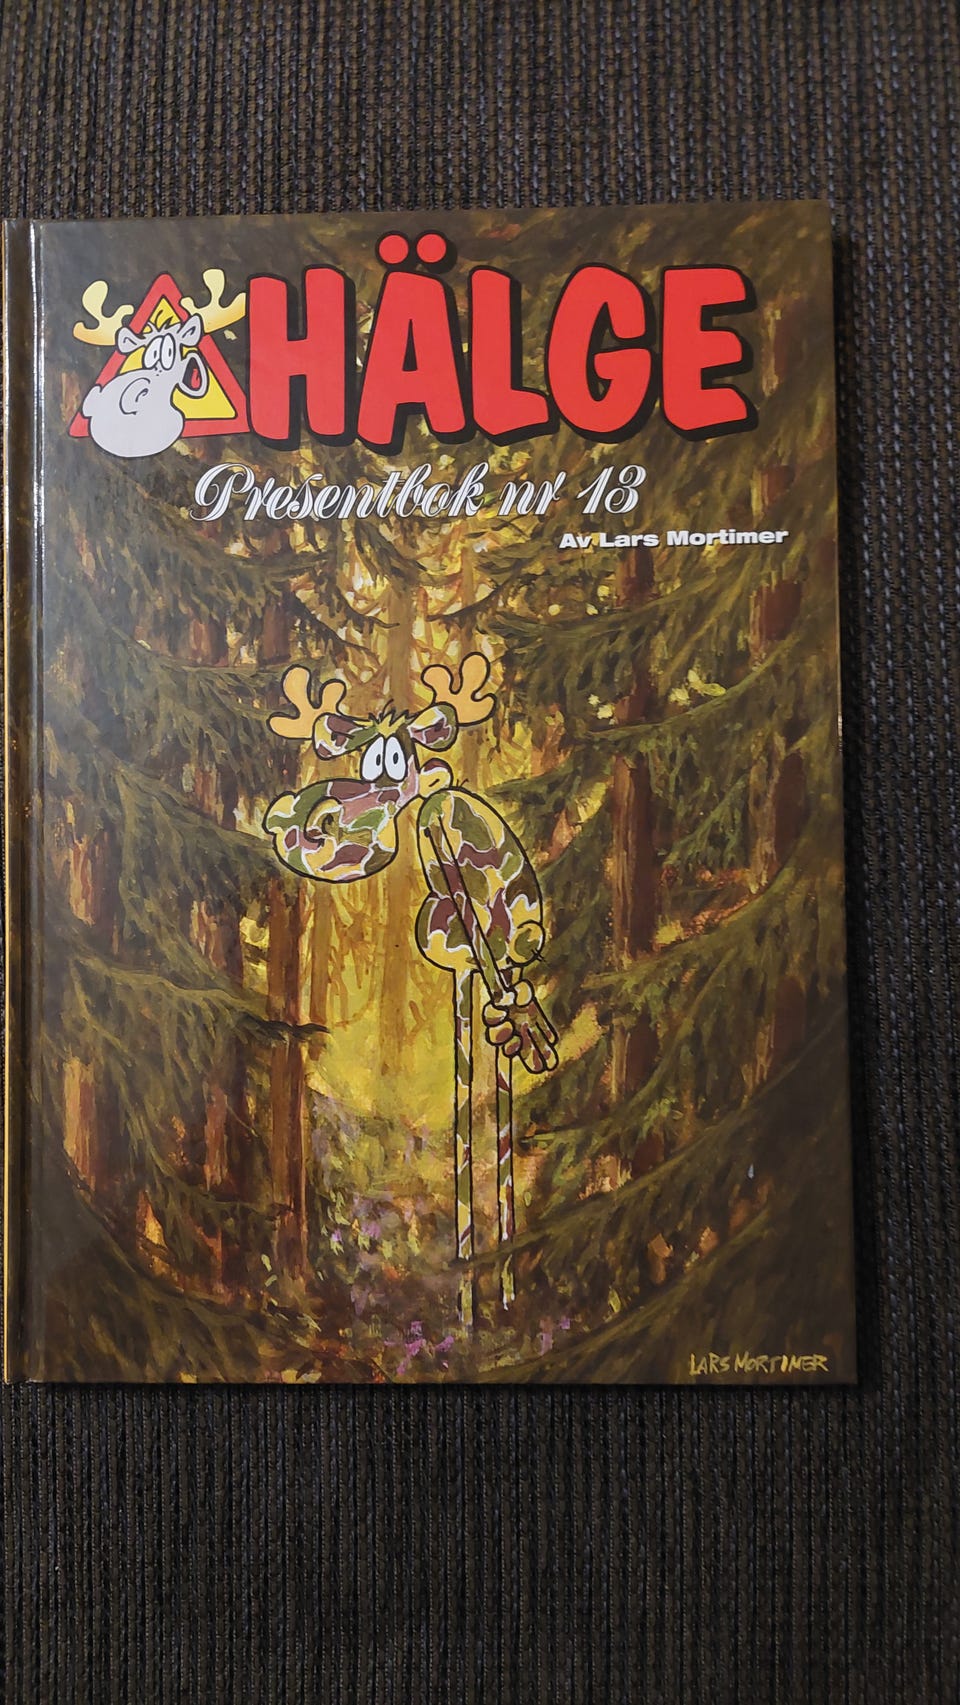 HÄLGE
Presentbok nr 13
Av Lars Mortimer
LARS MORTIMER